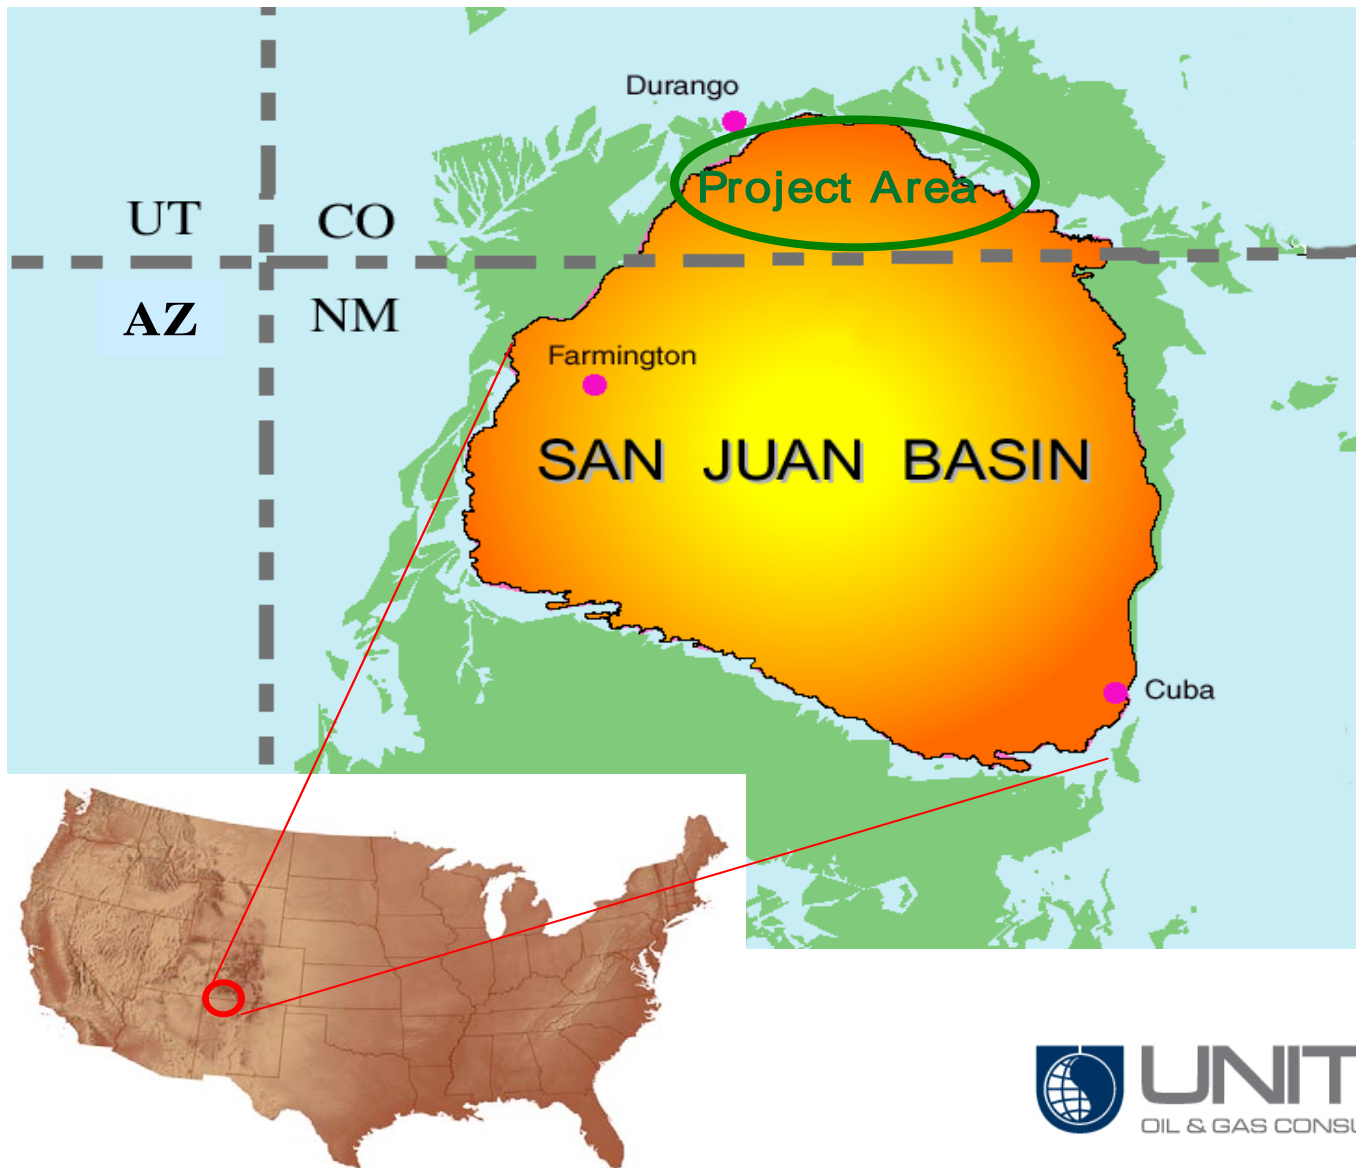 Durango
Project Area
UT
CO
AZ
NM
Farmington
SAN JUAN BASIN
Cuba
UNIT
OIL & GAS CONSU